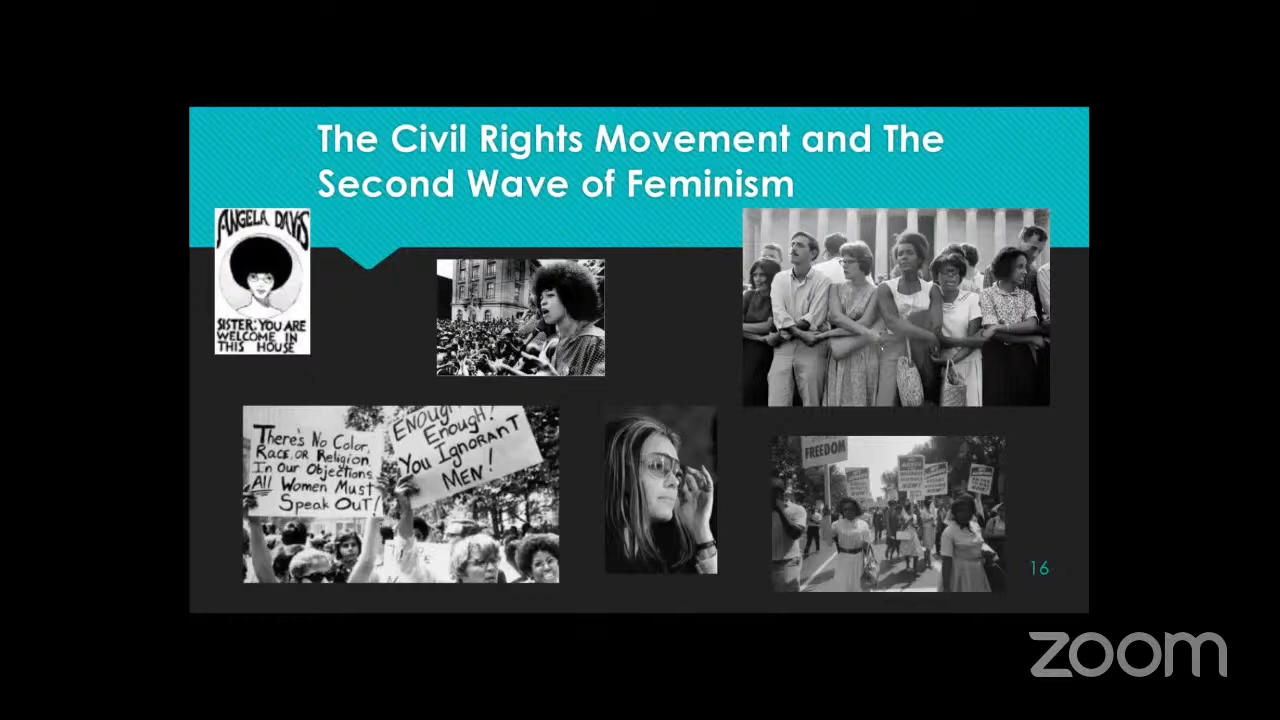 The Civil Rights Movement and The
Second Wave of Feminism
ANGELA DAVIS
SISTER: YOU ARE
WELCOME IN
THIS HOUSE
There's No Color,
Race, or Religion
In Our Objections
All Women Must
Speak Out!
Enough!
Enough!
You Ignorant
Men!
FREEDOM
16
zoom